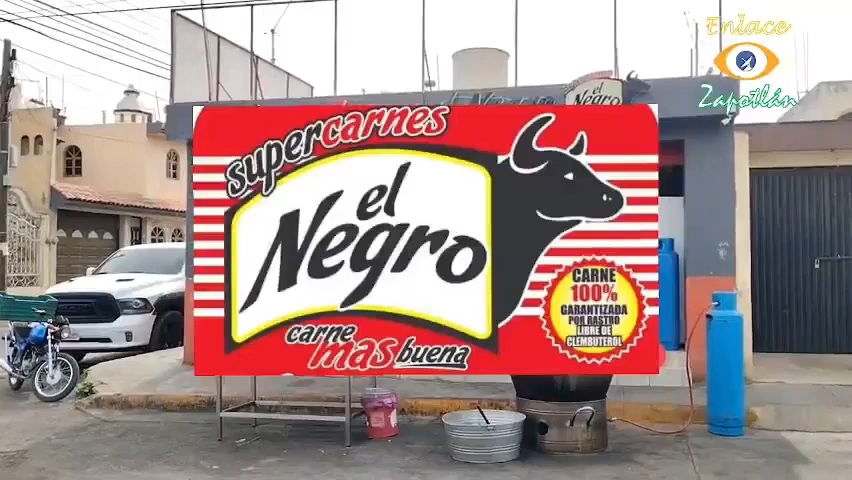 Enlace
Zapotlán
el
Negro
supercarnes
el
Negro
carne
mas buena
CARNE
100%
GARANTIZADA
POR RASTRO
LIBRE DE
CLEMBUTEROL